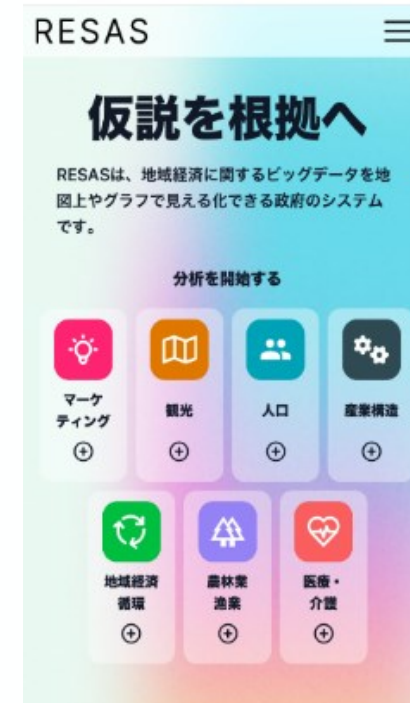 RESAS
仮説を根拠へ
RESASは、地域経済に関するビッグデータを地
図上やグラフで見える化できる政府のシステム
です。
分析を開始する
マーケ
ティング
観光
人口
産業構造
地域経済
循環
農林業
漁業
医療・
介護